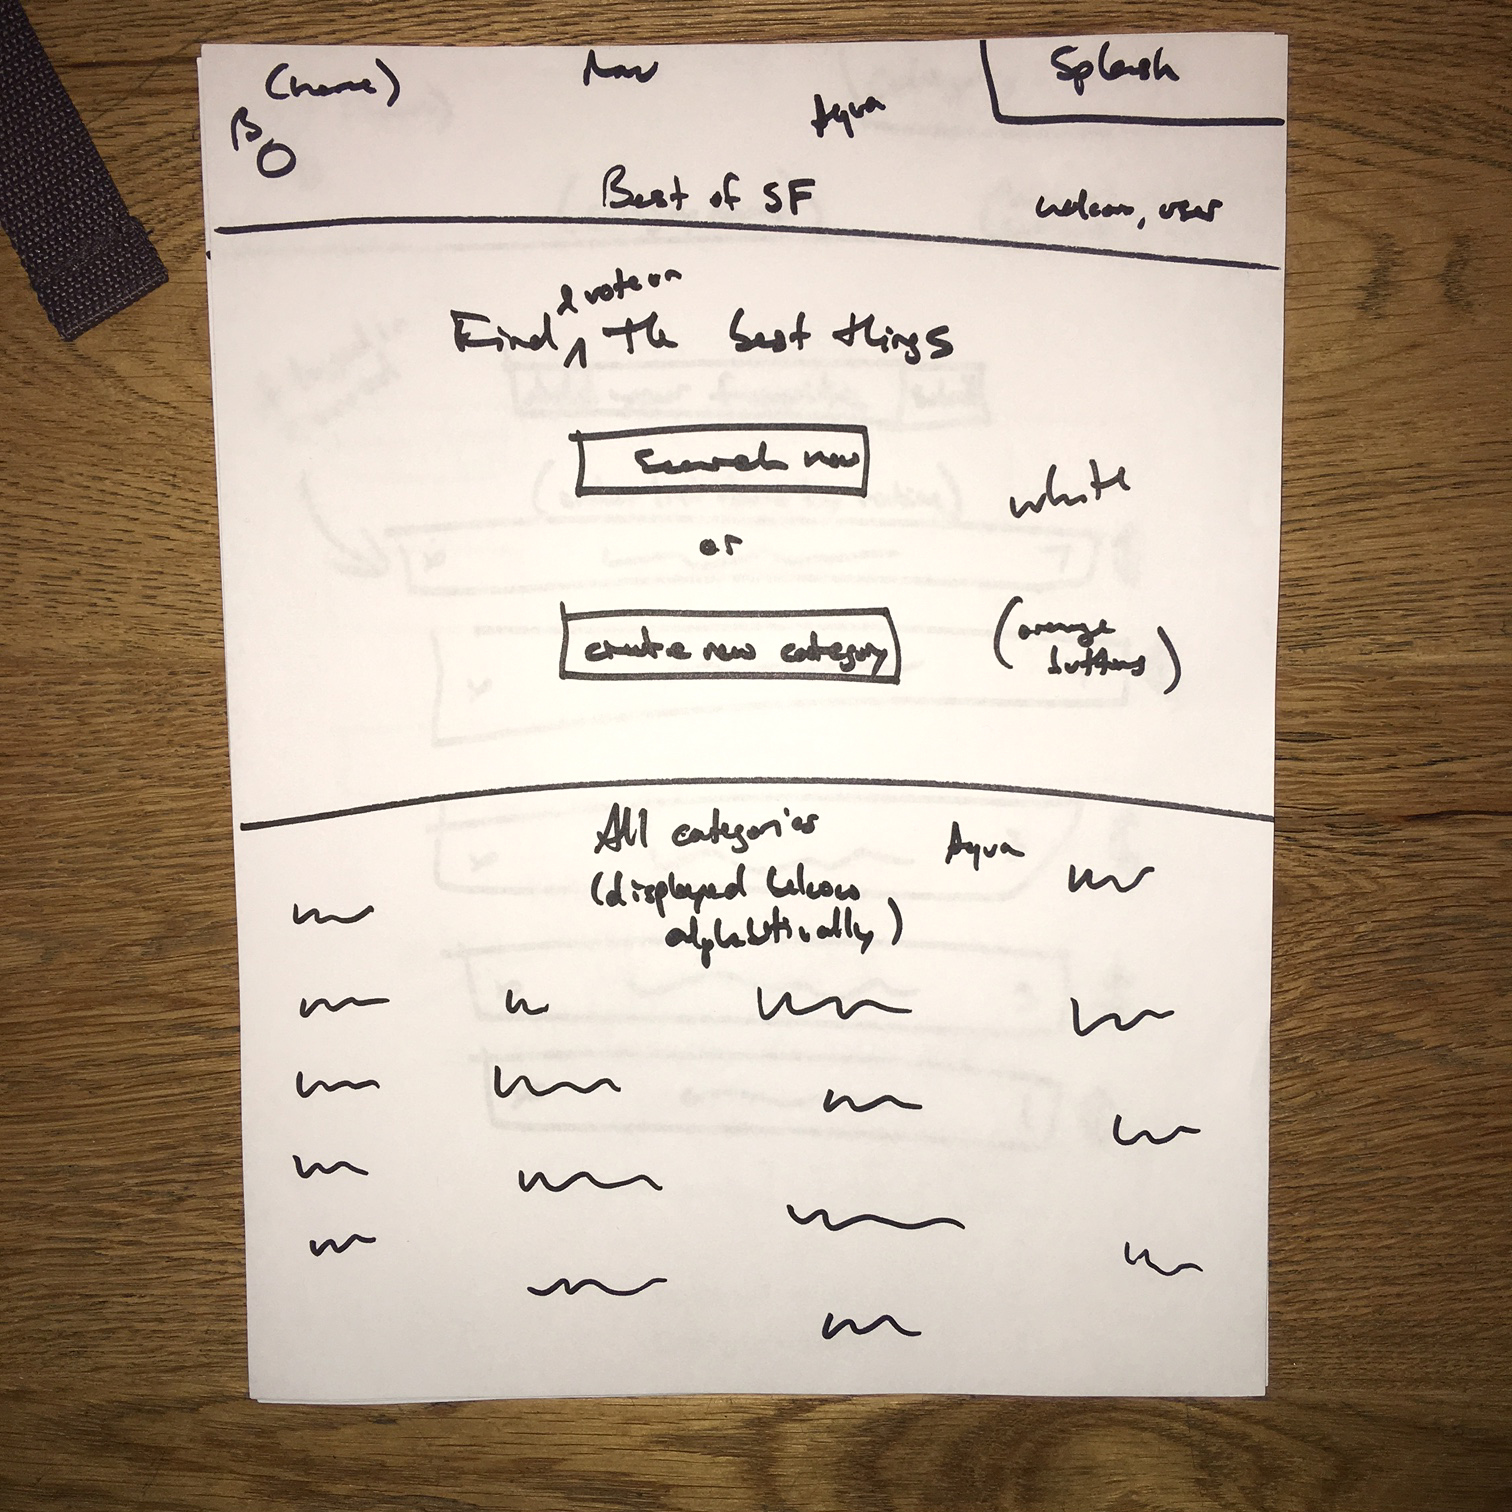 (home)
Nav
Splash
Aqua
B
O
Best of SF
welcome, user
& vote on
Find ^ the best things
Search now
white
or
create new category
(orange
buttons)
All categories
Aqua
(displayed below
alphabetically)